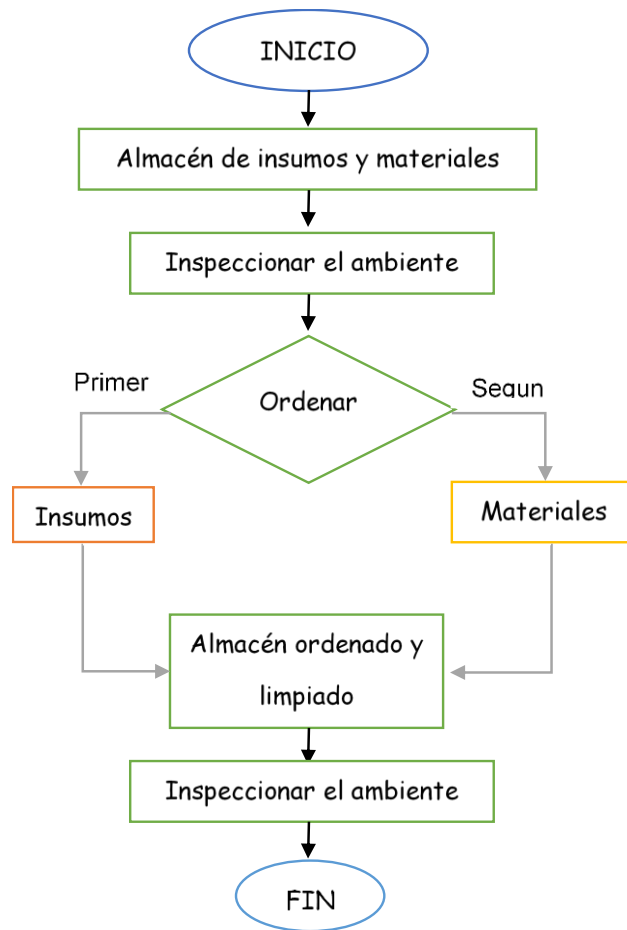 INICIO
Almacén de insumos y materiales
Inspeccionar el ambiente
Ordenar
Primer
Segun
Insumos
Materiales
Almacén ordenado y
limpiado
Inspeccionar el ambiente
FIN